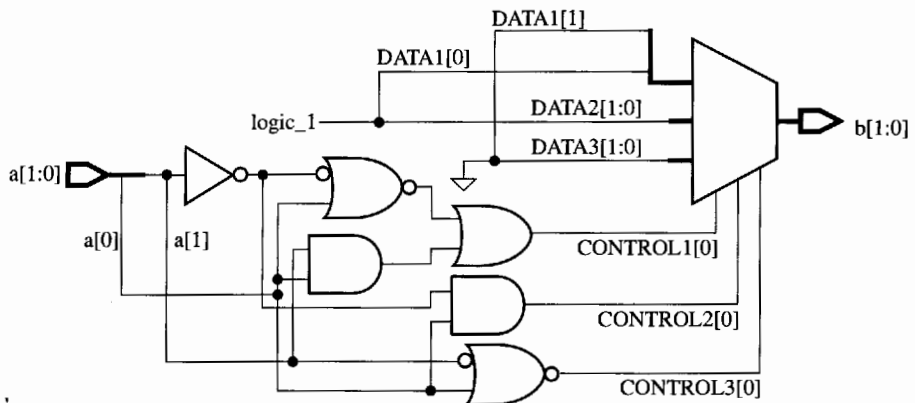 DATA1[1]
DATA1[0]
logic_1
DATA2[1:0]
b[1:0]
DATA3[1:0]
a[1:0]
a[0]
a[1]
CONTROL1[0]
CONTROL2[0]
CONTROL3[0]